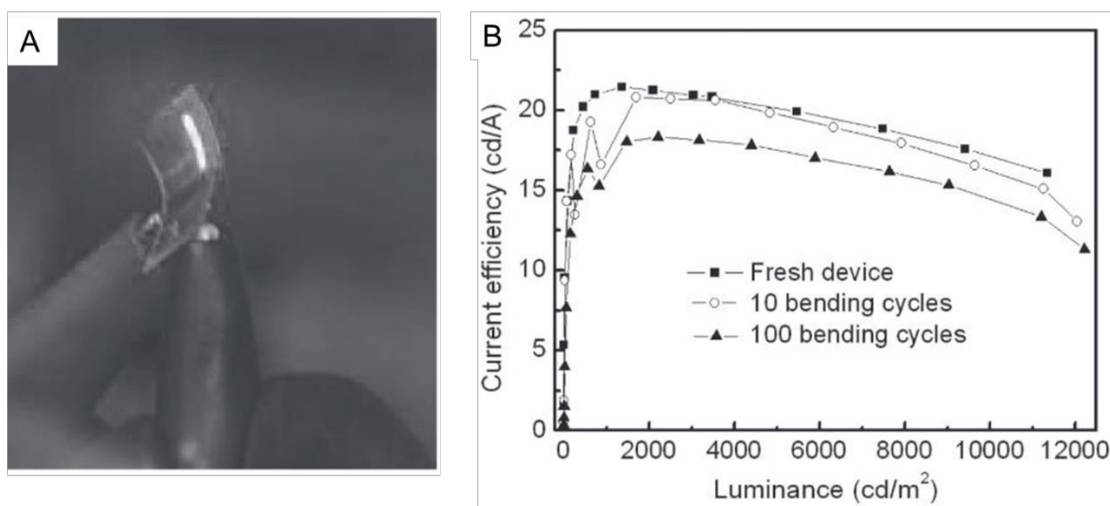 A
B
25
20
15
10
5
0
Current efficiency (cd/A)
Fresh device
10 bending cycles
100 bending cycles
0 2000 4000 6000 8000 10000 12000
Luminance (cd/m²)